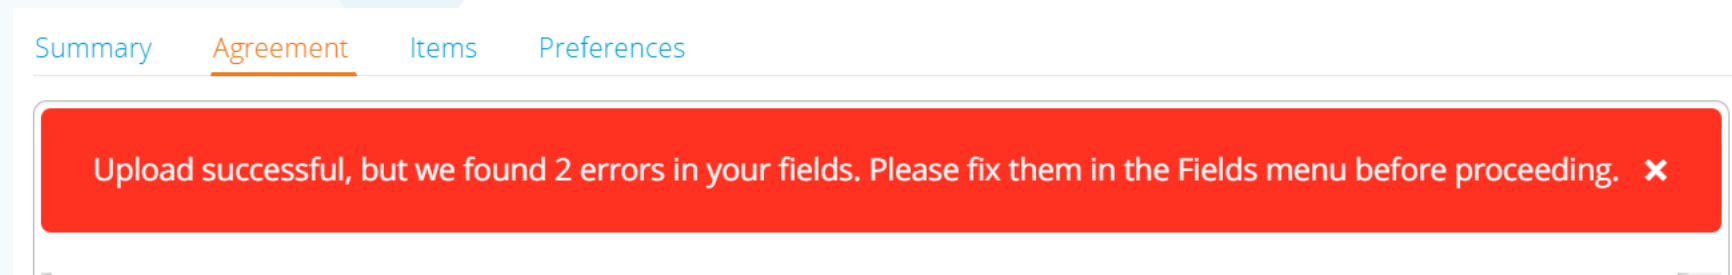 Summary Agreement Items Preferences
Upload successful, but we found 2 errors in your fields. Please fix them in the Fields menu before proceeding. ×